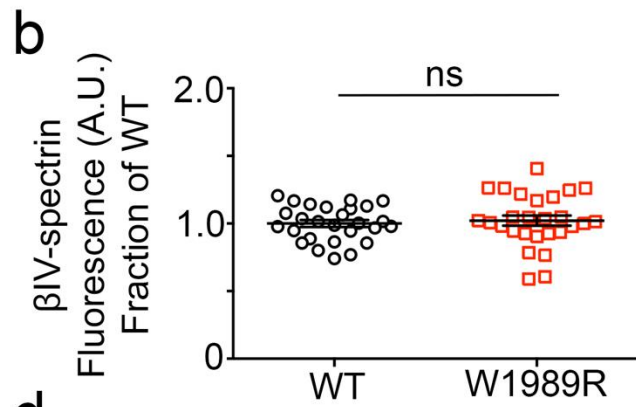 b
βIV-spectrin
Fluorescence (A.U.)
Fraction of WT
2.0
1.0
0
ns
WT
W1989R
d